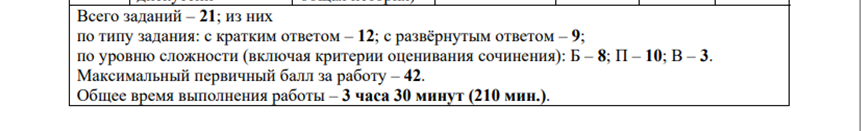 Всего заданий – 21; из них
по типу задания: с кратким ответом – 12; с развёрнутым ответом – 9;
по уровню сложности (включая критерии оценивания сочинения): Б – 8; П – 10; В – 3.
Максимальный первичный балл за работу – 42.
Общее время выполнения работы – 3 часа 30 минут (210 мин.).